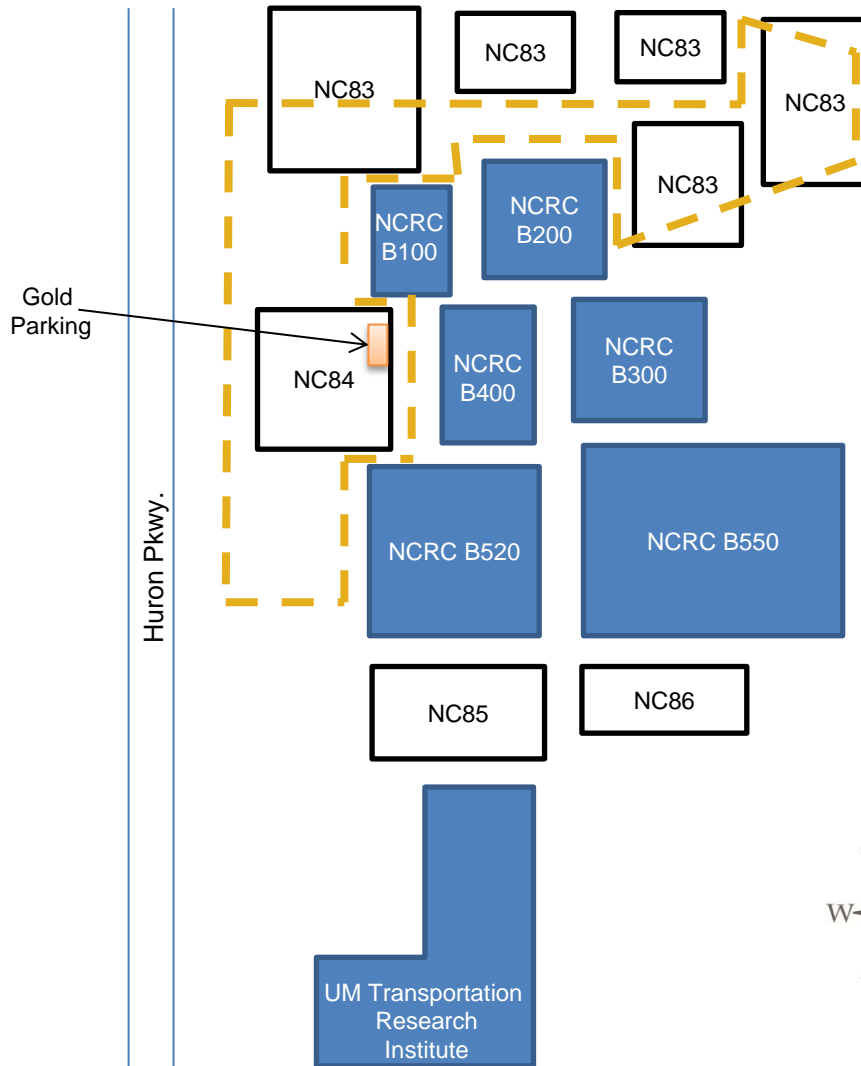 NC83
NC83
NC83
NC83
NC83
NCRC
B100
NCRC
B200
Gold
Parking
NC84
NCRC
B400
NCRC
B300
Huron Pkwy.
NCRC B520
NCRC B550
NC85
NC86
W
UM Transportation
Research
Institute